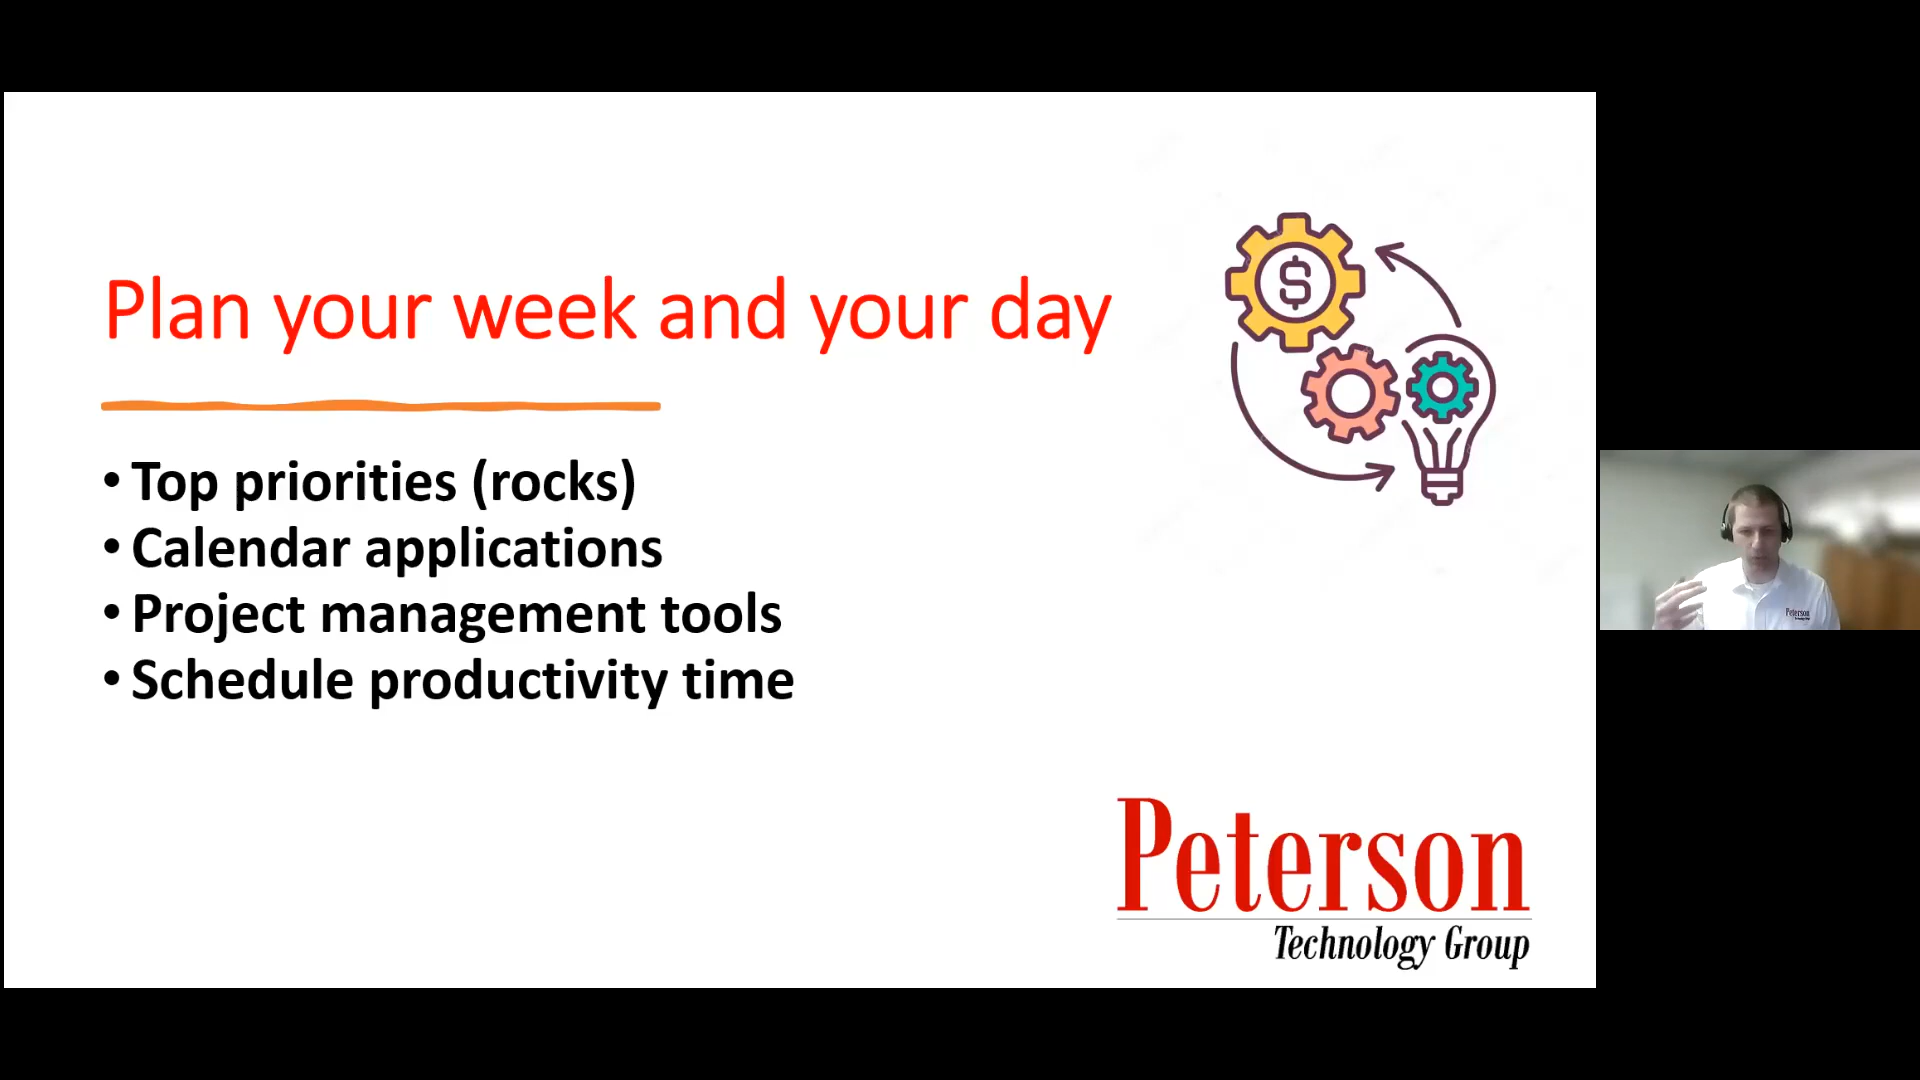 Plan your week and your day
$
• Top priorities (rocks)
• Calendar applications
• Project management tools
• Schedule productivity time
Peterson
Technology Group
Peterson